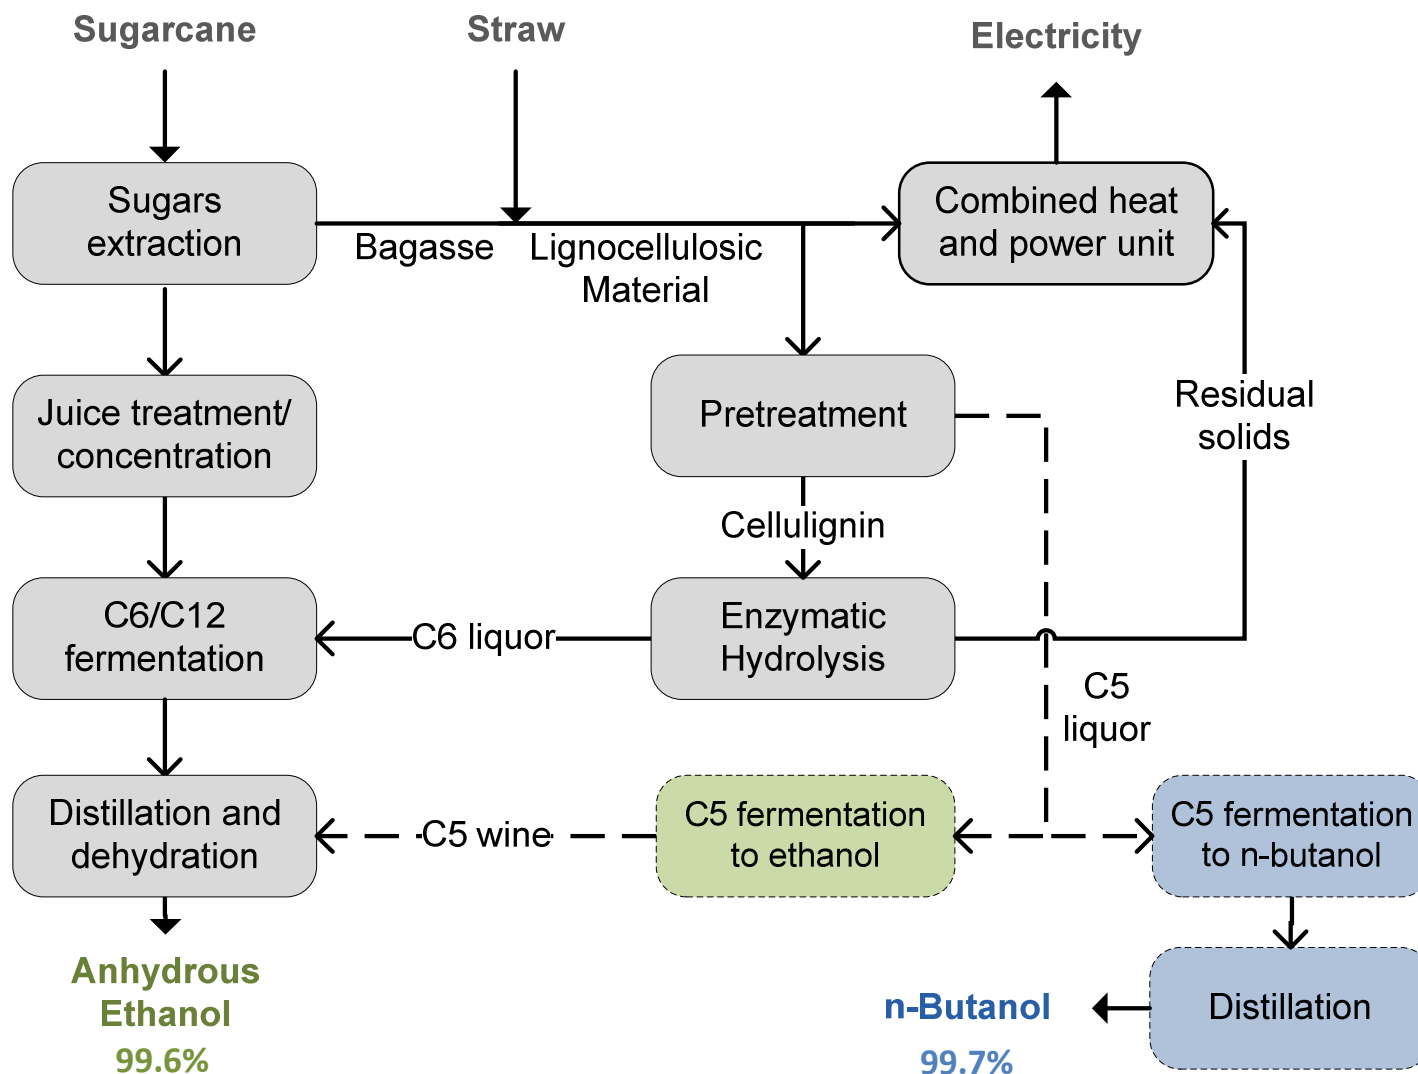 Sugarcane
Straw
Electricity
Sugars
extraction
Bagasse
Lignocellulosic
Material
Combined heat
and power unit
Juice treatment/
concentration
Pretreatment
Residual
solids
Cellulignin
C6/C12
fermentation
C6 liquor
Enzymatic
Hydrolysis
C5
liquor
Distillation and
dehydration
C5 wine
C5 fermentation
to ethanol
C5 fermentation
to n-butanol
Anhydrous
Ethanol
99.6%
n-Butanol
99.7%
Distillation